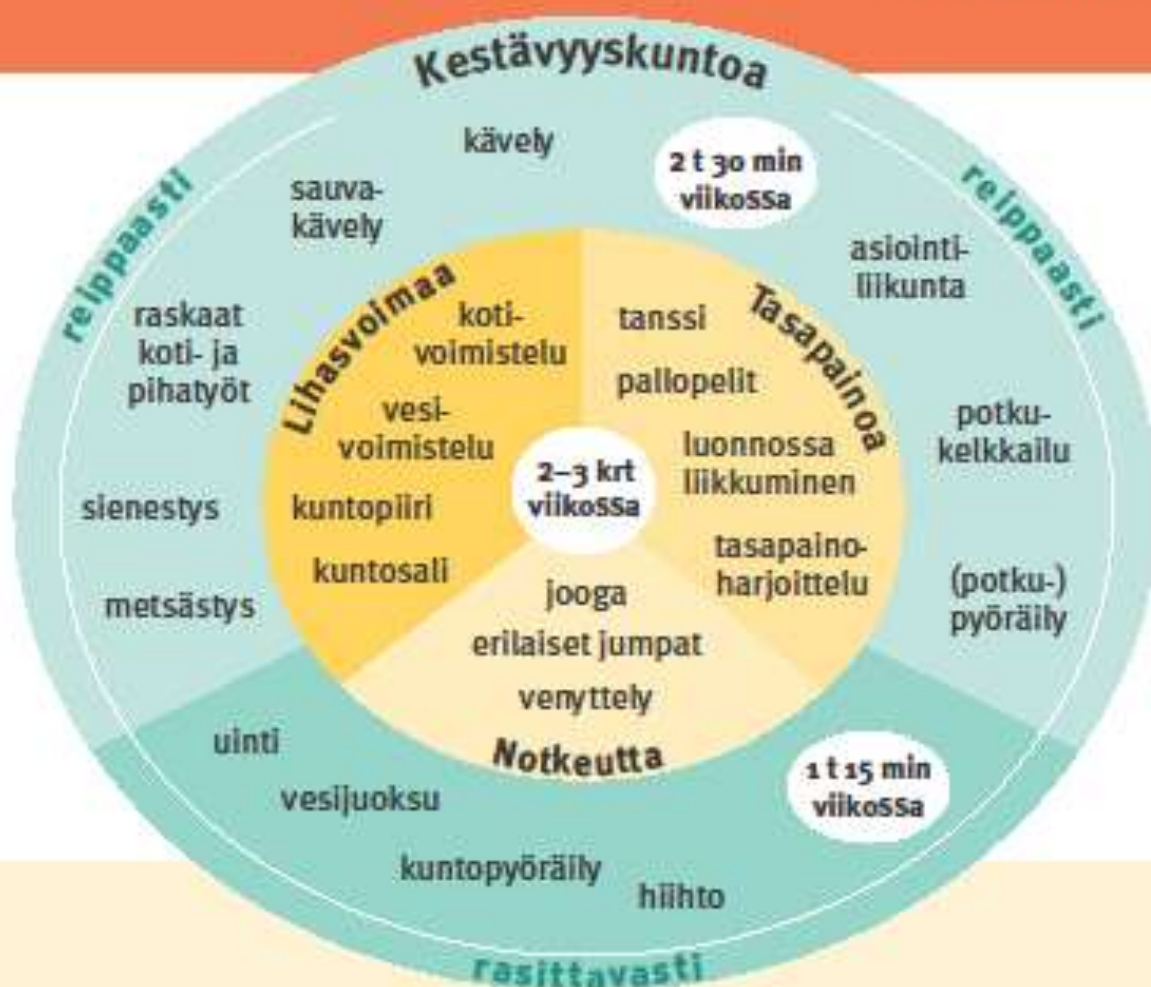 Kestävyyskuntoa
reippaasti
reippaasti
kävely
2 t 30 min
viikossa
sauva-
kävely
asiointi-
liikunta
raskaat
koti- ja
pihatyöt
potku-
kelkkailu
sienestys
metsästys
(potku-)
pyöräily
Lihasvoimaa
koti-
voimistelu
vesi-
voimistelu
kuntopiiri
kuntosali
Tasapainoa
tanssi
pallopelit
luonnossa
liikkuminen
tasapaino-
harjoittelu
2–3 krt
viikossa
jooga
erilaiset jumpat
venyttely
Notkeutta
uinti
vesijuoksu
kuntopyöräily
hiihto
1 t 15 min
viikossa
rasittavasti